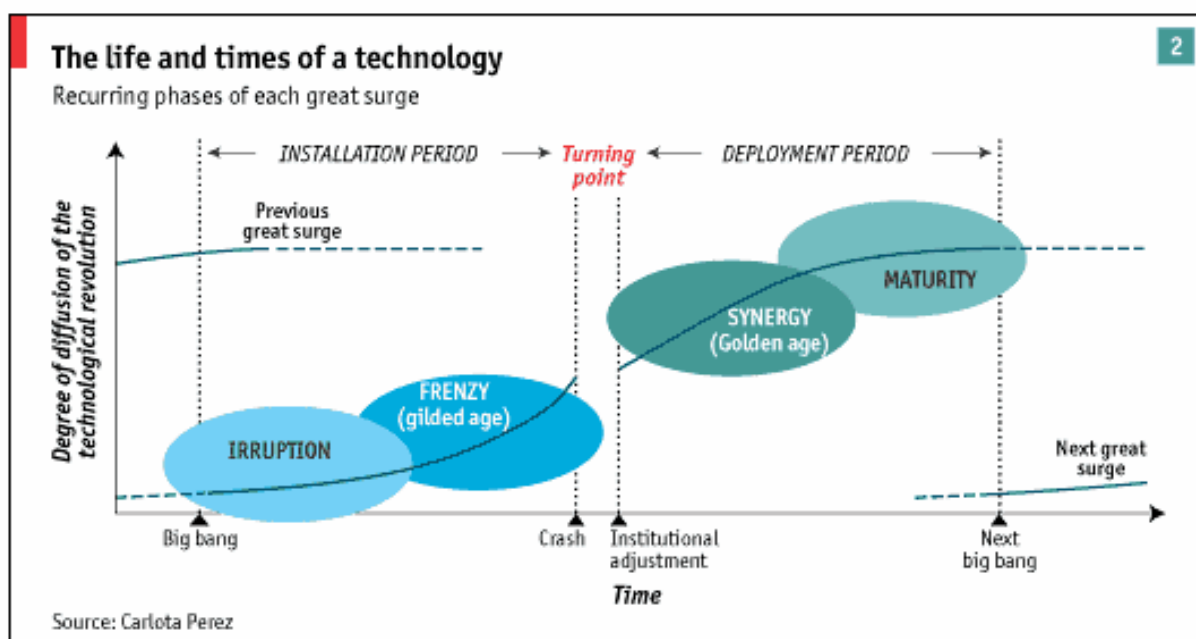 The life and times of a technology
2
Recurring phases of each great surge
INSTALLATION PERIOD
Turning
point
DEPLOYMENT PERIOD
Degree of diffusion of the
technological revolution
Previous
great surge
MATURITY
SYNERGY
(Golden age)
FRENZY
(gilded age)
IRRUPTION
Next great
surge
Big bang
Crash
Institutional
adjustment
Next
big bang
Time
Source: Carlota Perez